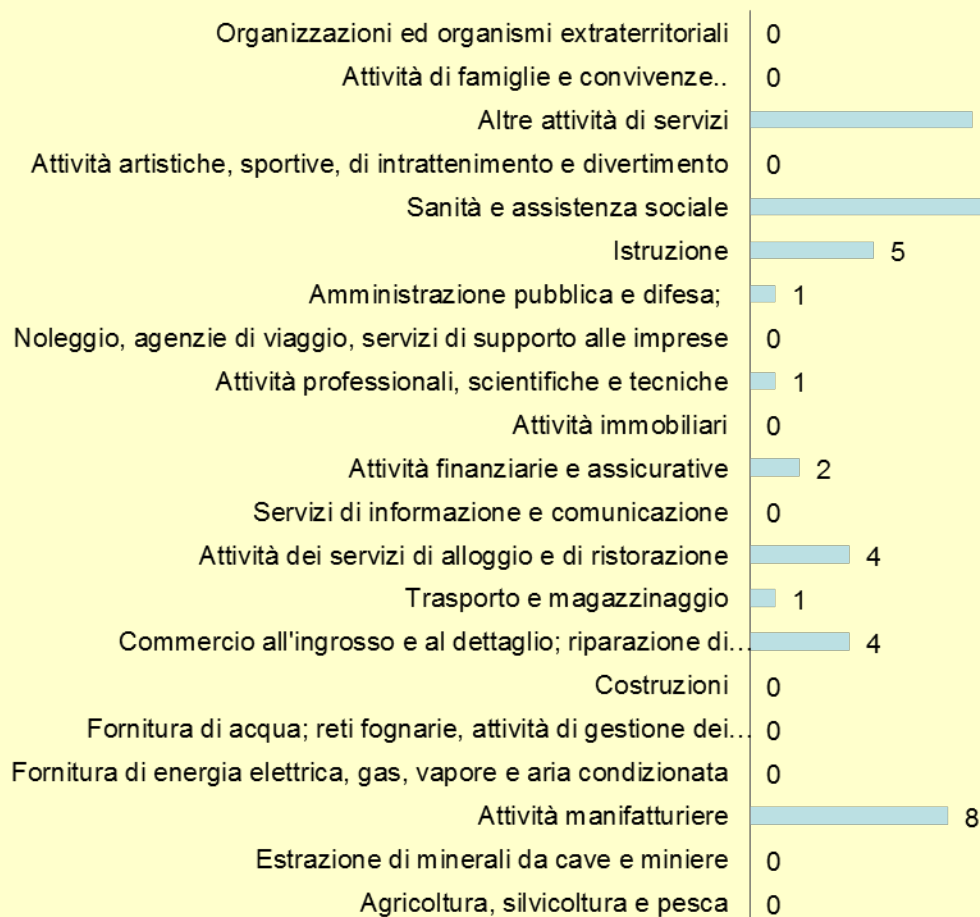 Organizzazioni ed organismi extraterritoriali 0
Attività di famiglie e convivenze.. 0
Altre attività di servizi
Attività artistiche, sportive, di intrattenimento e divertimento 0
Sanità e assistenza sociale
Istruzione 5
Amministrazione pubblica e difesa; 1
Noleggio, agenzie di viaggio, servizi di supporto alle imprese 0
Attività professionali, scientifiche e tecniche 1
Attività immobiliari 0
Attività finanziarie e assicurative 2
Servizi di informazione e comunicazione 0
Attività dei servizi di alloggio e di ristorazione 4
Trasporto e magazzinaggio 1
Commercio all'ingrosso e al dettaglio; riparazione di... 4
Costruzioni 0
Fornitura di acqua; reti fognarie, attività di gestione dei... 0
Fornitura di energia elettrica, gas, vapore e aria condizionata 0
Attività manifatturiere 8
Estrazione di minerali da cave e miniere 0
Agricoltura, silvicoltura e pesca 0